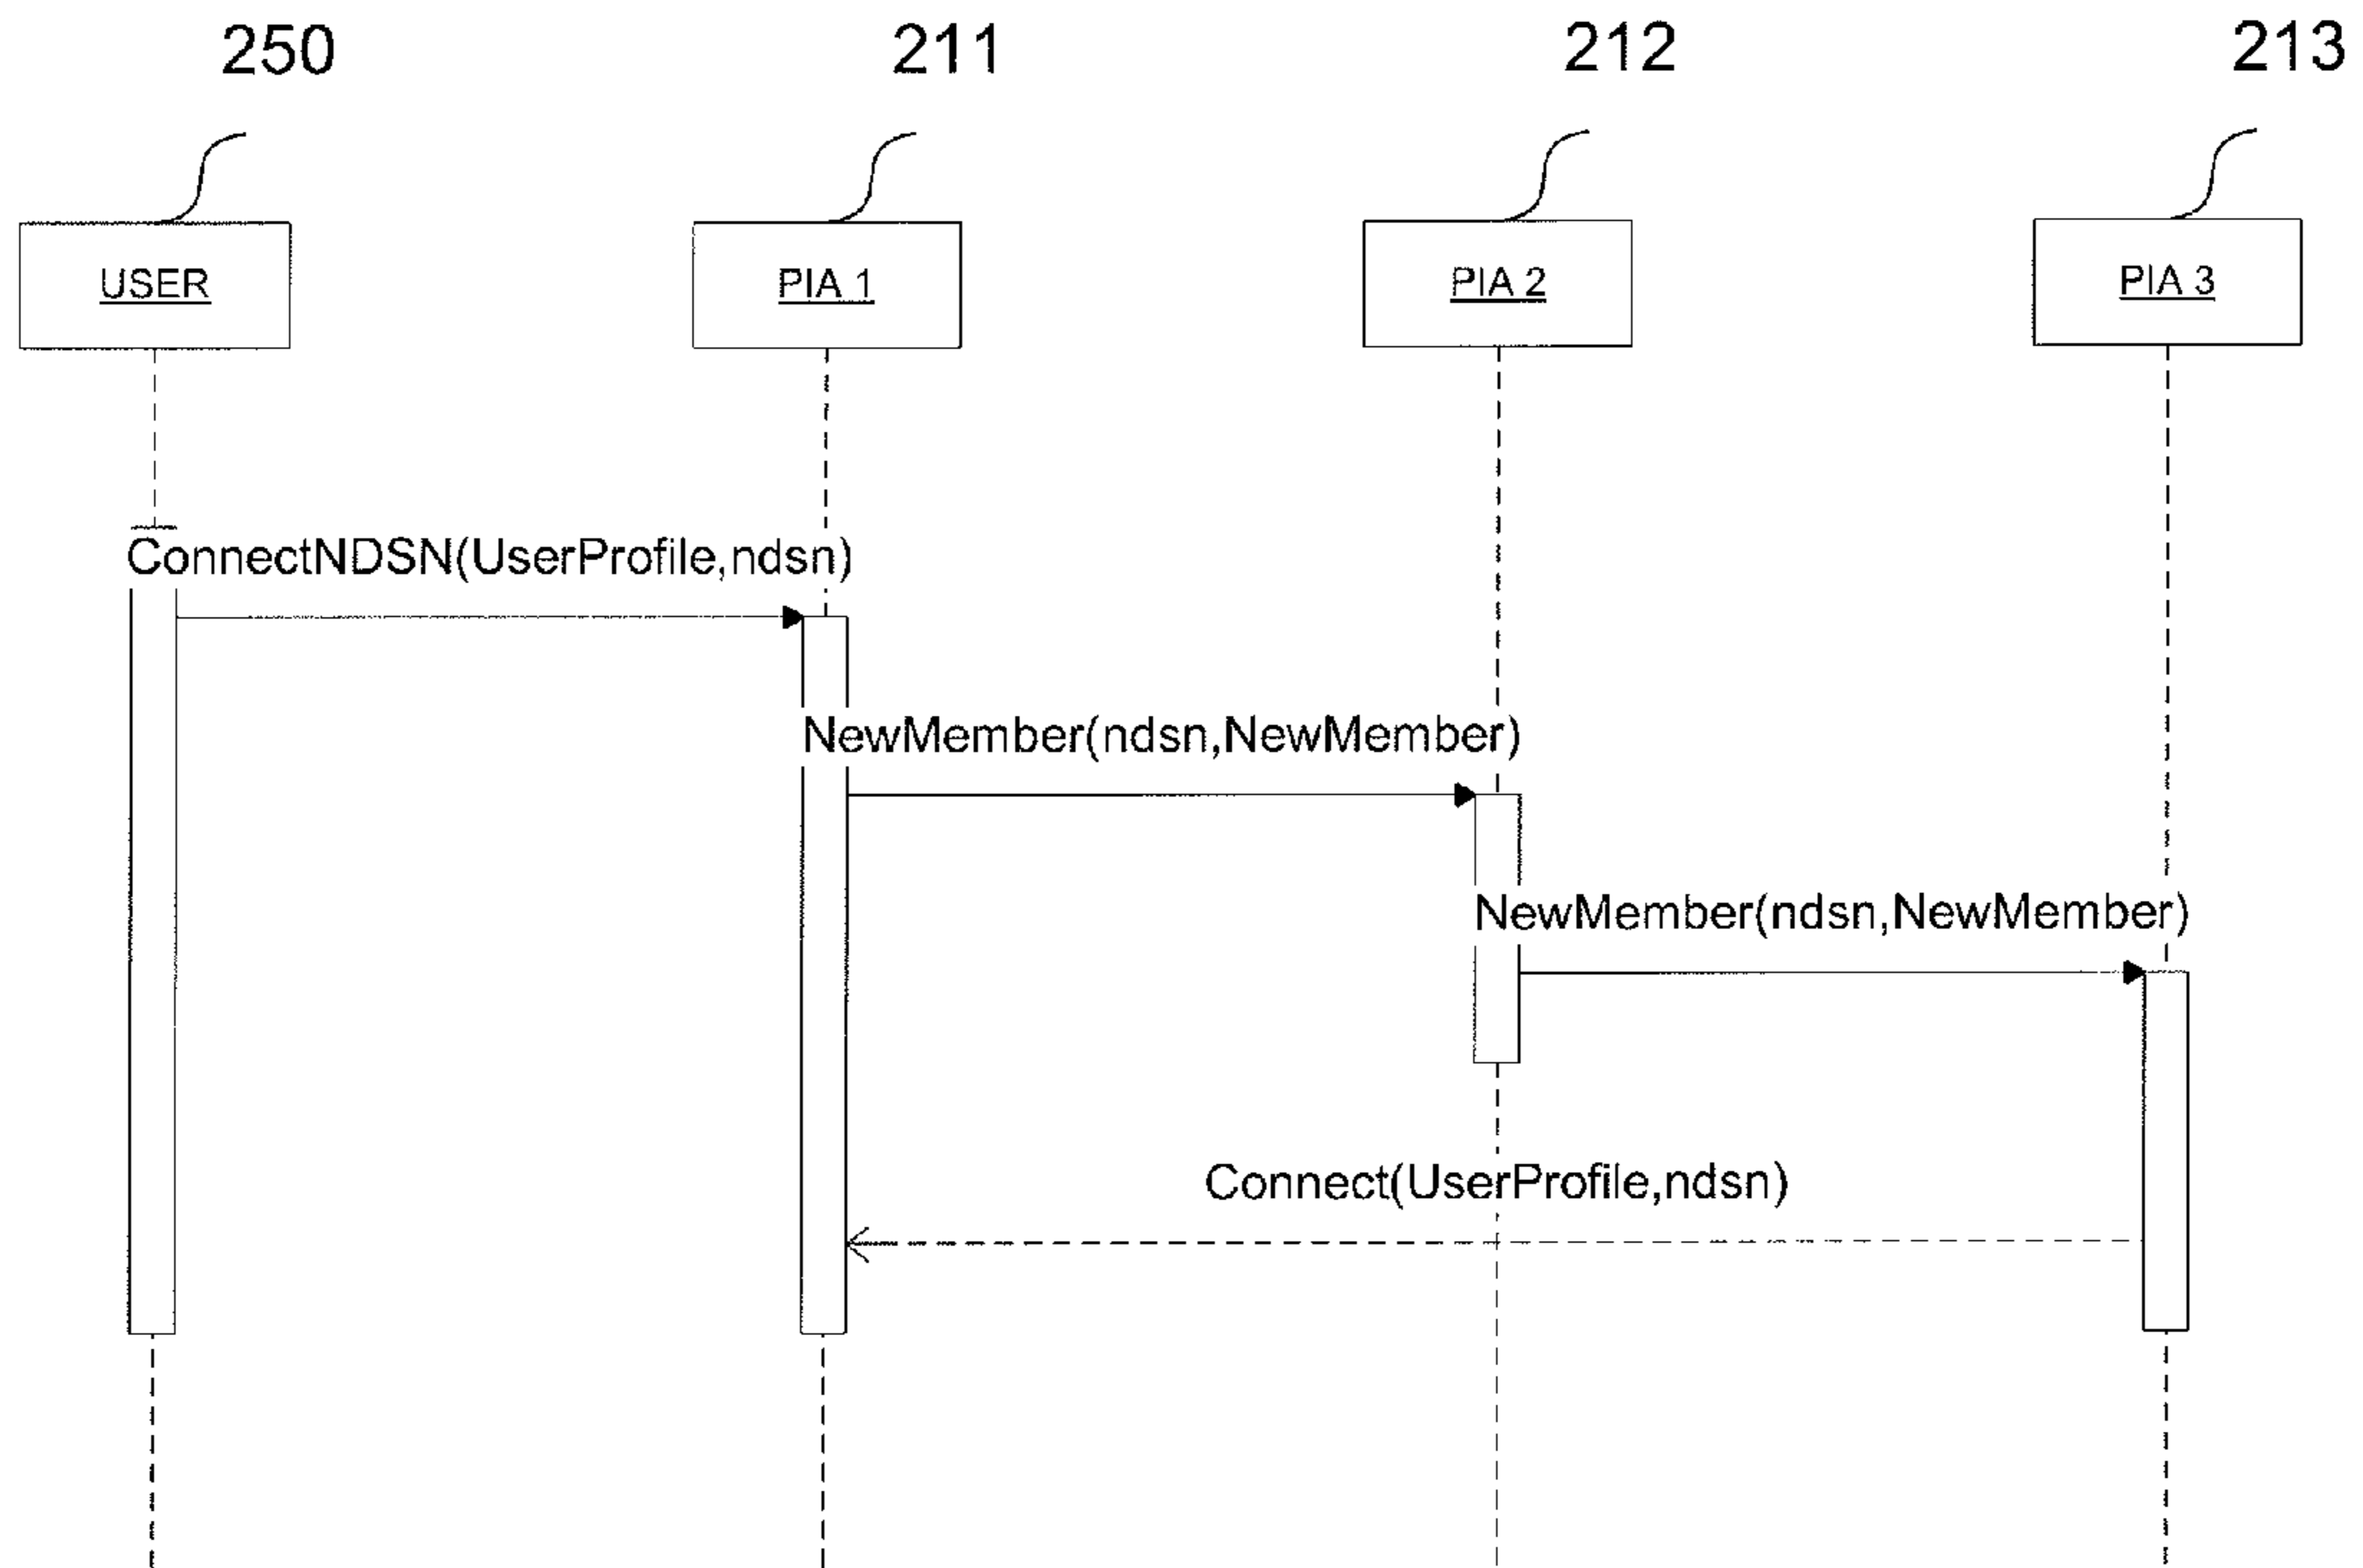 250
211
212
213
USER
PIA 1
PIA 2
PIA 3
ConnectNDSN(UserProfile,ndsn)
NewMember(ndsn,NewMember)
NewMember(ndsn,NewMember)
Connect(UserProfile,ndsn)